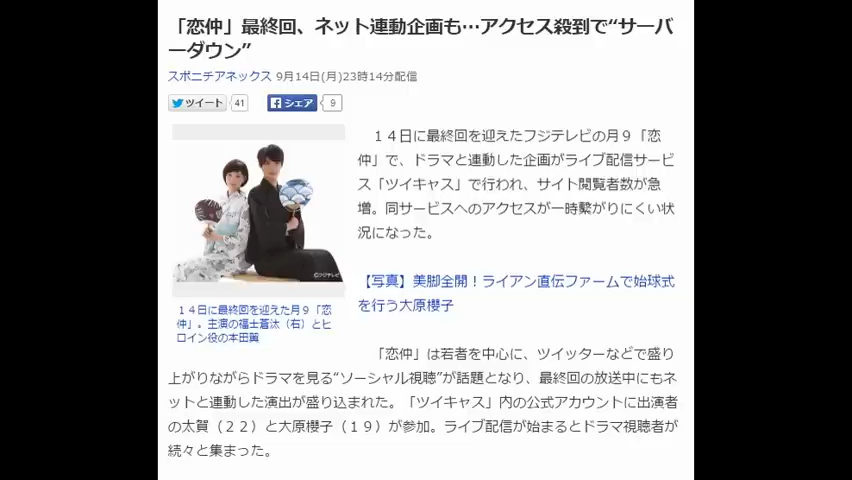 「恋仲」最終回、ネット連動企画も…アクセス殺到で“サーバ
ーダウン”
スポニチアネックス 9月14日(月)23時14分配信
ツイート 41 シェア 9
１４日に最終回を迎えたフジテレビの月９「恋
仲」で、ドラマと連動した企画がライブ配信サービ
ス「ツイキャス」で行われ、サイト閲覧者数が急
増。同サービスへのアクセスが一時繋がりにくい状
況になった。
©フジテレビ
１４日に最終回を迎えた月９「恋
仲」。主演の福士蒼汰（右）とヒ
ロイン役の本田翼
【写真】美脚全開！ライアン直伝ファームで始球式
を行う大原櫻子
「恋仲」は若者を中心に、ツイッターなどで盛り
上がりながらドラマを見る“ソーシャル視聴”が話題となり、最終回の放送中にもネ
ットと連動した演出が盛り込まれた。「ツイキャス」内の公式アカウントに出演者
の太賀（２２）と大原櫻子（１９）が参加。ライブ配信が始まるとドラマ視聴者が
続々と集まった。